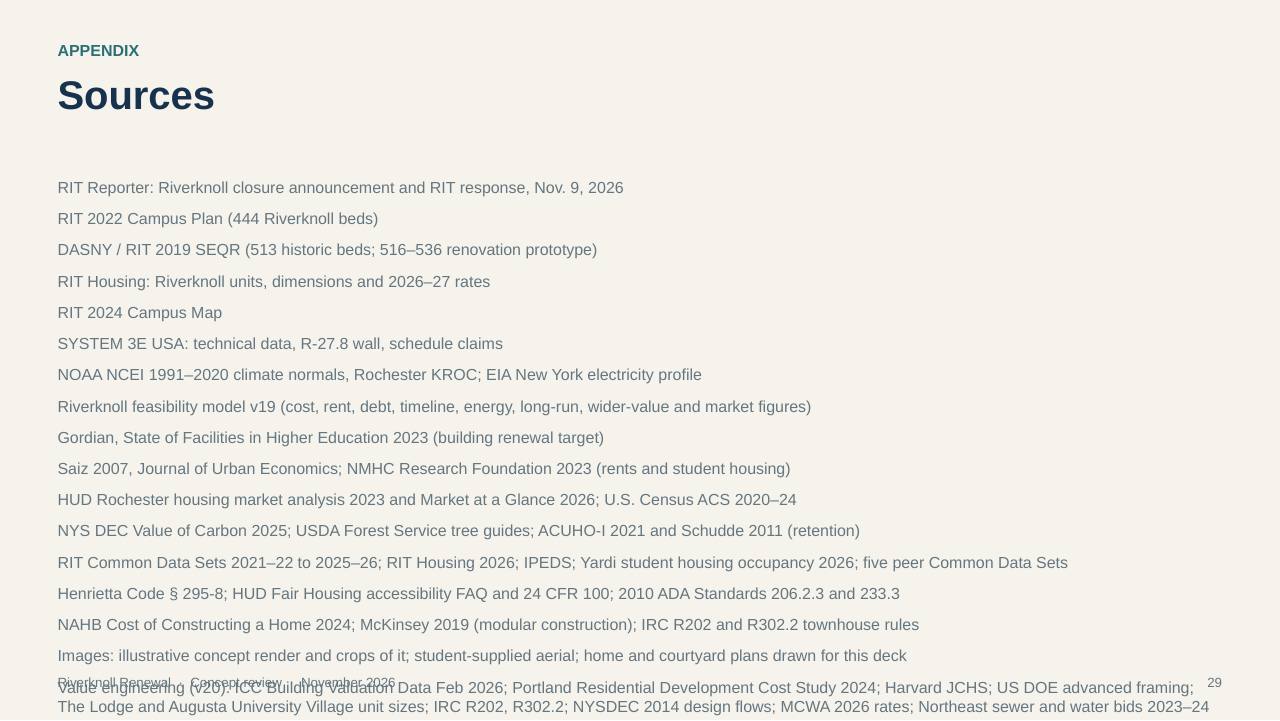 APPENDIX
Sources
RIT Reporter: Riverknoll closure announcement and RIT response, Nov. 9, 2026
RIT 2022 Campus Plan (444 Riverknoll beds)
DASNY / RIT 2019 SEQR (513 historic beds; 516–536 renovation prototype)
RIT Housing: Riverknoll units, dimensions and 2026–27 rates
RIT 2024 Campus Map
SYSTEM 3E USA: technical data, R-27.8 wall, schedule claims
NOAA NCEI 1991–2020 climate normals, Rochester KROC; EIA New York electricity profile
Riverknoll feasibility model v19 (cost, rent, debt, timeline, energy, long-run, wider-value and market figures)
Gordian, State of Facilities in Higher Education 2023 (building renewal target)
Saiz 2007, Journal of Urban Economics; NMHC Research Foundation 2023 (rents and student housing)
HUD Rochester housing market analysis 2023 and Market at a Glance 2026; U.S. Census ACS 2020–24
NYS DEC Value of Carbon 2025; USDA Forest Service tree guides; ACUHO-I 2021 and Schudde 2011 (retention)
RIT Common Data Sets 2021–22 to 2025–26; RIT Housing 2026; IPEDS; Yardi student housing occupancy 2026; five peer Common Data Sets
Henrietta Code § 295-8; HUD Fair Housing accessibility FAQ and 24 CFR 100; 2010 ADA Standards 206.2.3 and 233.3
NAHB Cost of Constructing a Home 2024; McKinsey 2019 (modular construction); IRC R202 and R302.2 townhouse rules
Images: illustrative concept render and crops of it; student-supplied aerial; home and courtyard plans drawn for this deck
Riverknoll Renewal · Concept review · November 2026
29
Value engineering (v20): ICC Building Valuation Data Feb 2026; Portland Residential Development Cost Study 2024; Harvard JCHS; US DOE advanced framing;
The Lodge and Augusta University Village unit sizes; IRC R202, R302.2; NYSDEC 2014 design flows; MCWA 2026 rates; Northeast sewer and water bids 2023–24